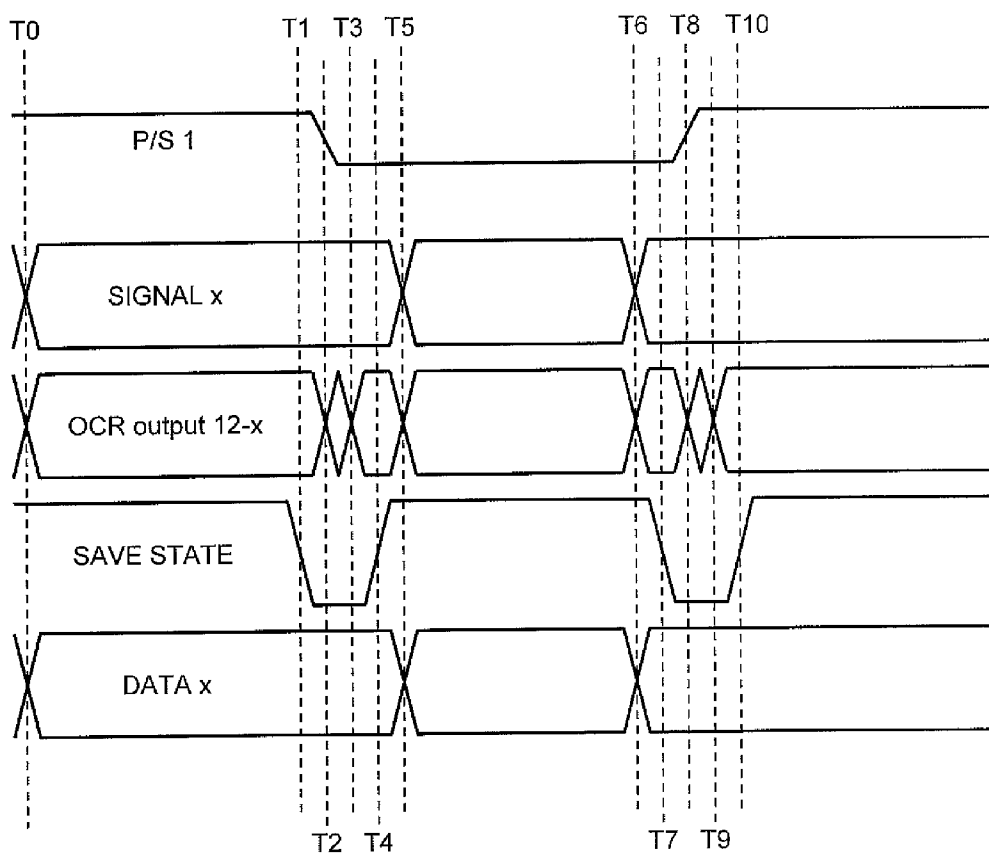 T0 T1 T3 T5 T6 T8 T10
P/S 1
SIGNAL x
OCR output 12-x
SAVE STATE
DATA x
T2 T4 T7 T9